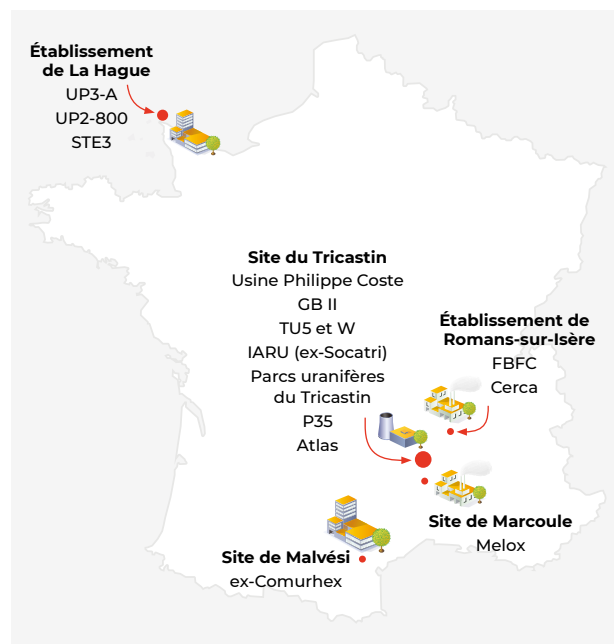 Établissement
de La Hague
UP3-A
UP2-800
STE3
Site du Tricastin
Usine Philippe Coste
GB II
TU5 et W
IARU (ex-Socatri)
Parcs uranifères
du Tricastin
P35
Atlas
Établissement de
Romans-sur-Isère
FBFC
Cerca
Site de Marcoule
Melox
Site de Malvési
ex-Comurhex